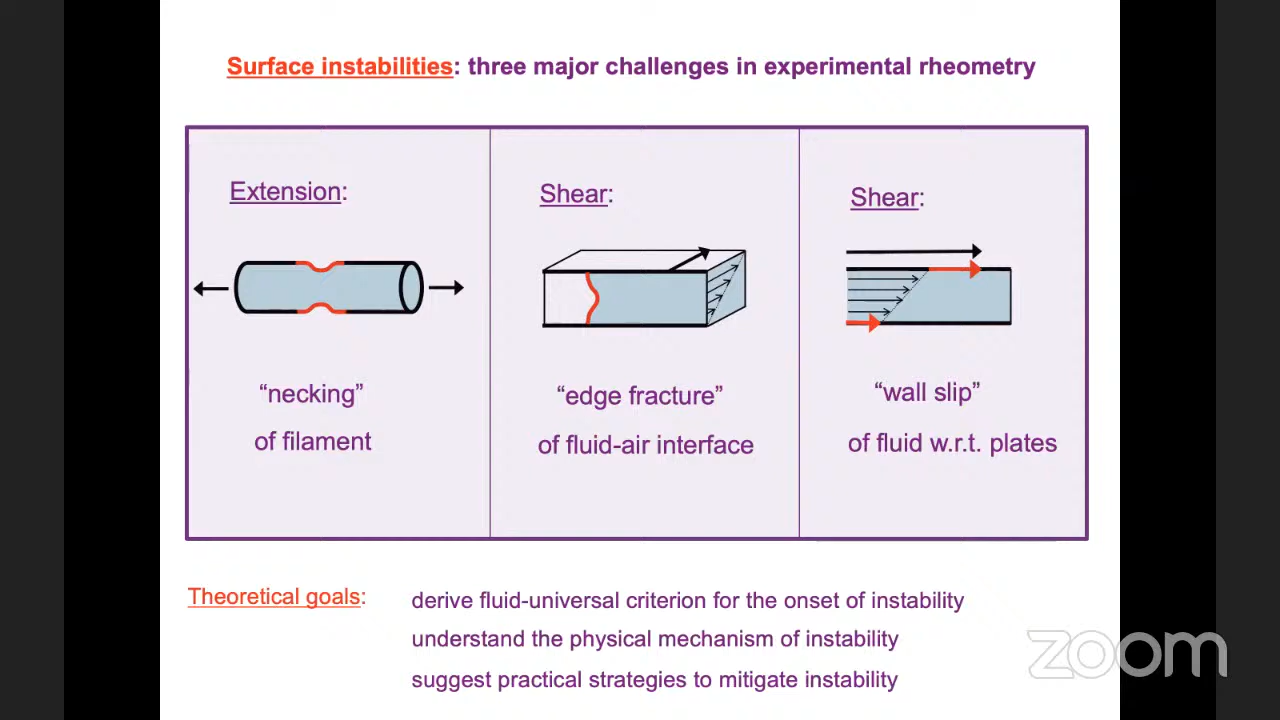 Surface instabilities: three major challenges in experimental rheometry
Extension:
"necking"
of filament
Shear:
"edge fracture"
of fluid-air interface
Shear:
"wall slip"
of fluid w.r.t. plates
Theoretical goals:
derive fluid-universal criterion for the onset of instability
understand the physical mechanism of instability
suggest practical strategies to mitigate instability
zoom